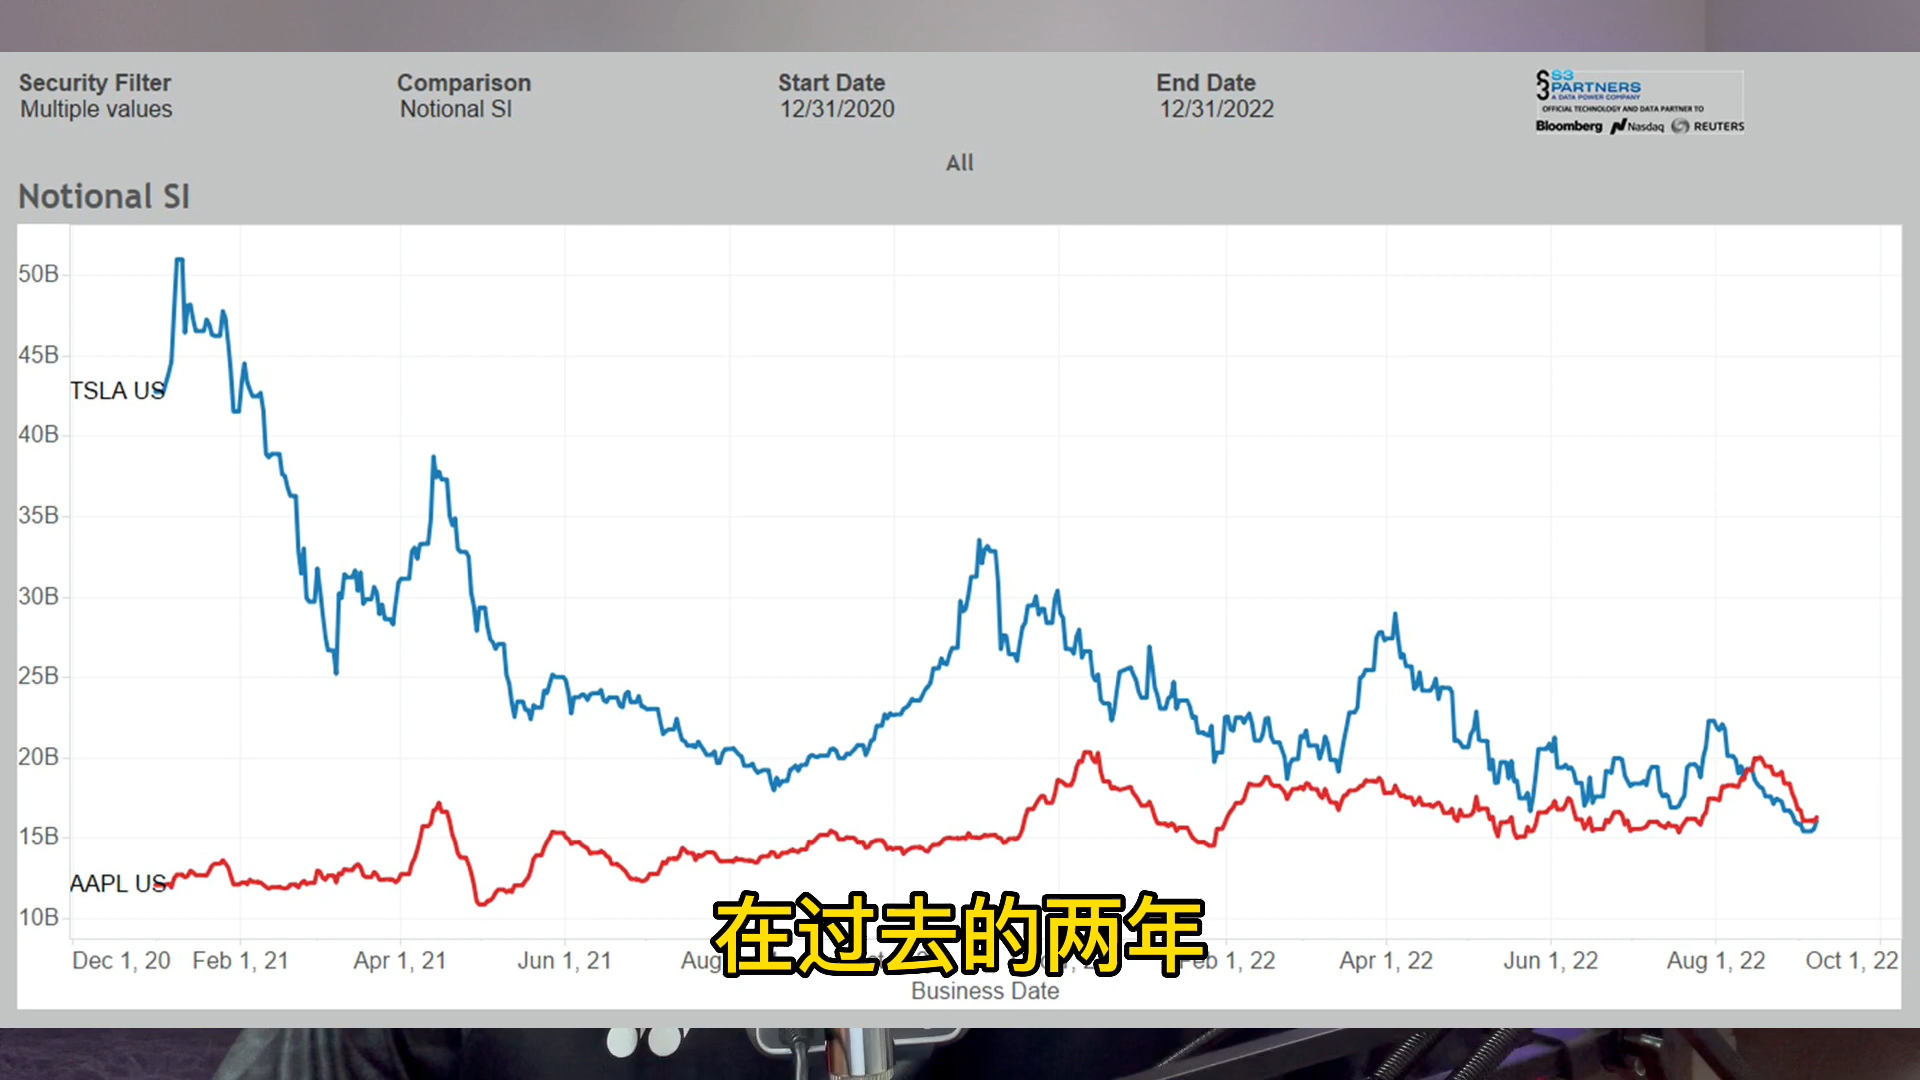 Security Filter
Multiple values
Comparison
Notional SI
Start Date
12/31/2020
End Date
12/31/2022
S3
PARTNERS
A DATA POWER COMPANY
OFFICIAL TECHNOLOGY AND DATA PARTNER TO
Bloomberg Nasdaq REUTERS
All
Notional SI
50B
45B
TSLA US
40B
35B
30B
25B
20B
15B
AAPL US
10B
在过去的两年
Dec 1, 20 Feb 1, 21 Apr 1, 21 Jun 1, 21 Aug 1, 22 Apr 1, 22 Jun 1, 22 Aug 1, 22 Oct 1, 22
Business Date